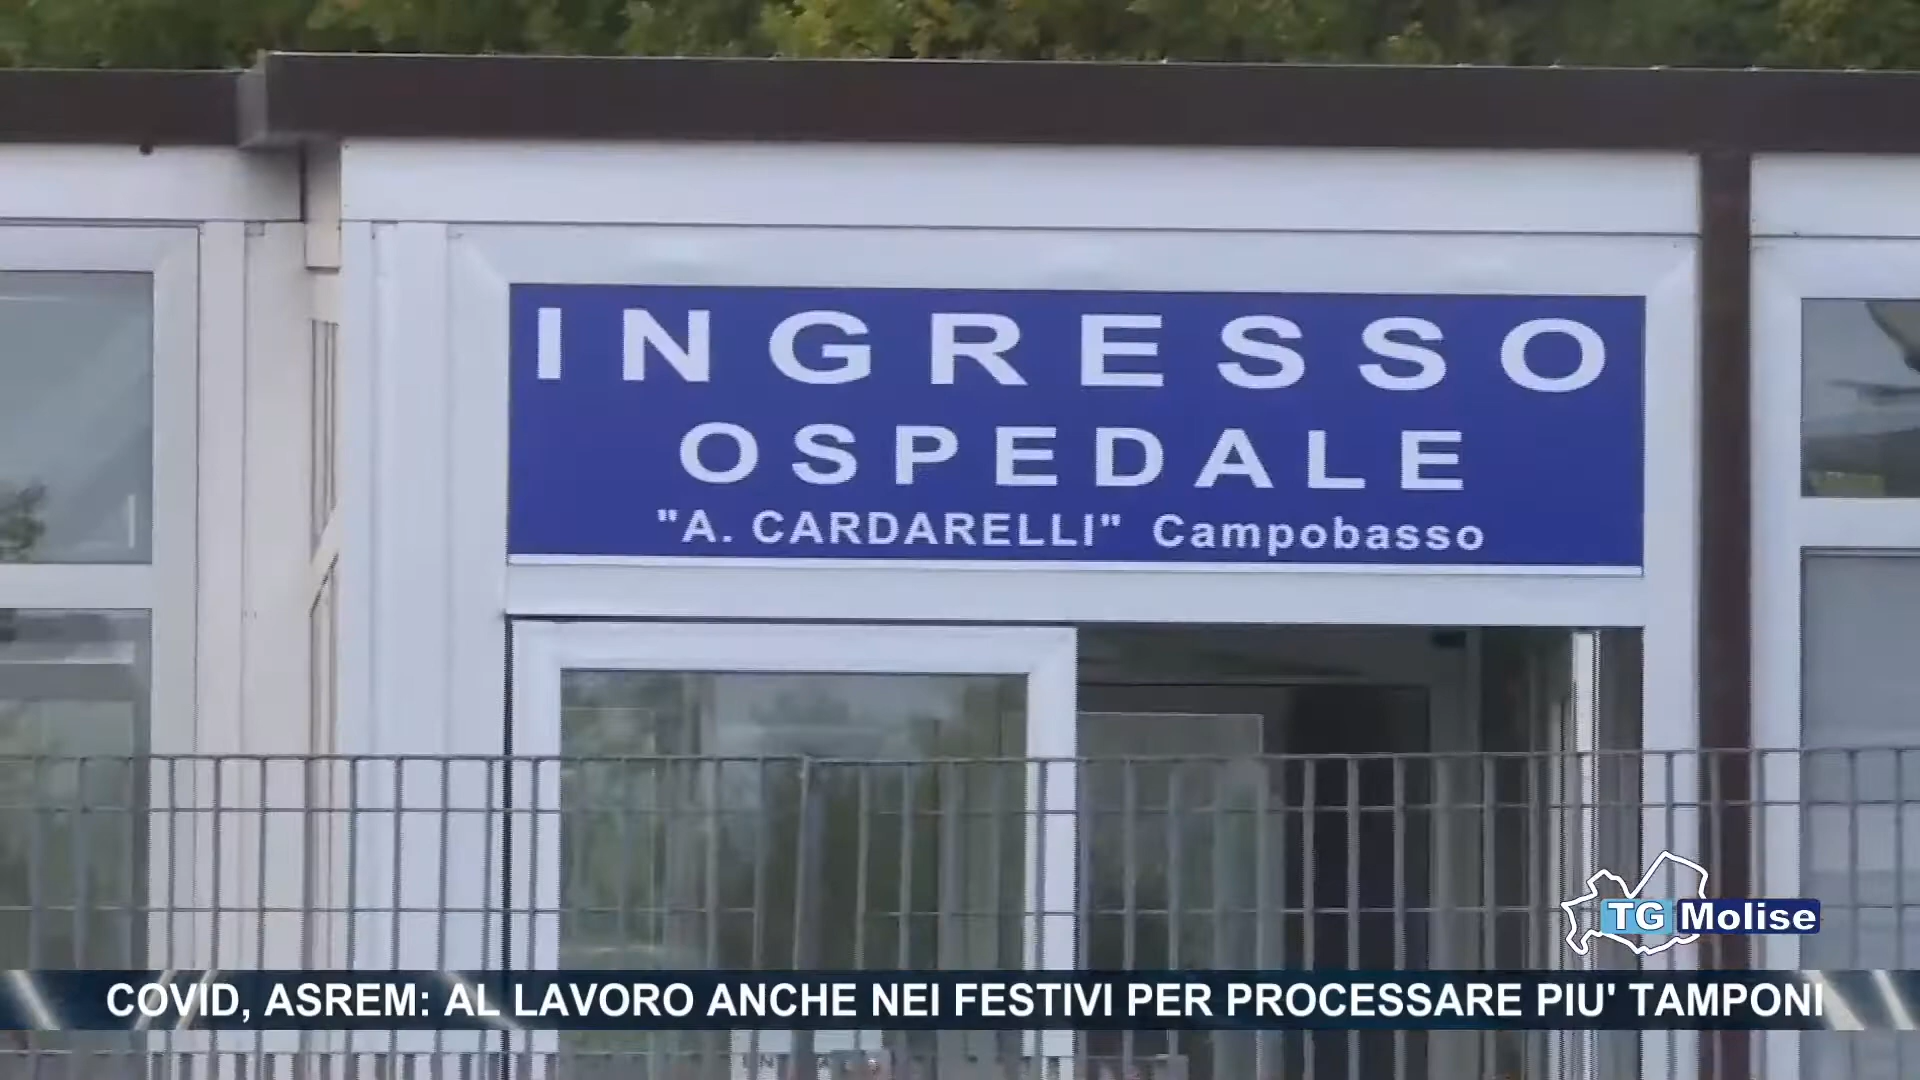 INGRESSO
OSPEDALE
"A. CARDARELLI" Campobasso
TG Molise
COVID, ASREM: AL LAVORO ANCHE NEI FESTIVI PER PROCESSARE PIU' TAMPONI